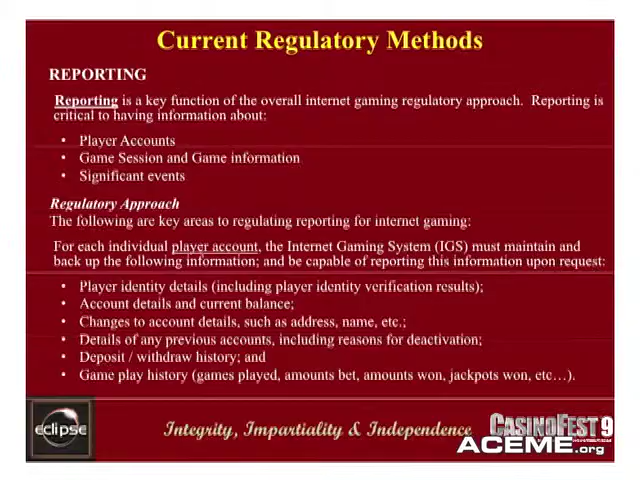 Current Regulatory Methods
REPORTING
Reporting is a key function of the overall internet gaming regulatory approach.  Reporting is
critical to having information about:
• Player Accounts
• Game Session and Game information
• Significant events
Regulatory Approach
The following are key areas to regulating reporting for internet gaming:
For each individual player account, the Internet Gaming System (IGS) must maintain and
back up the following information; and be capable of reporting this information upon request:
• Player identity details (including player identity verification results);
• Account details and current balance;
• Changes to account details, such as address, name, etc.;
• Details of any previous accounts, including reasons for deactivation;
• Deposit / withdraw history; and
• Game play history (games played, amounts bet, amounts won, jackpots won, etc…).
eclipse
Integrity, Impartiality & Independence
CASINOFEST 9
ACEME.org